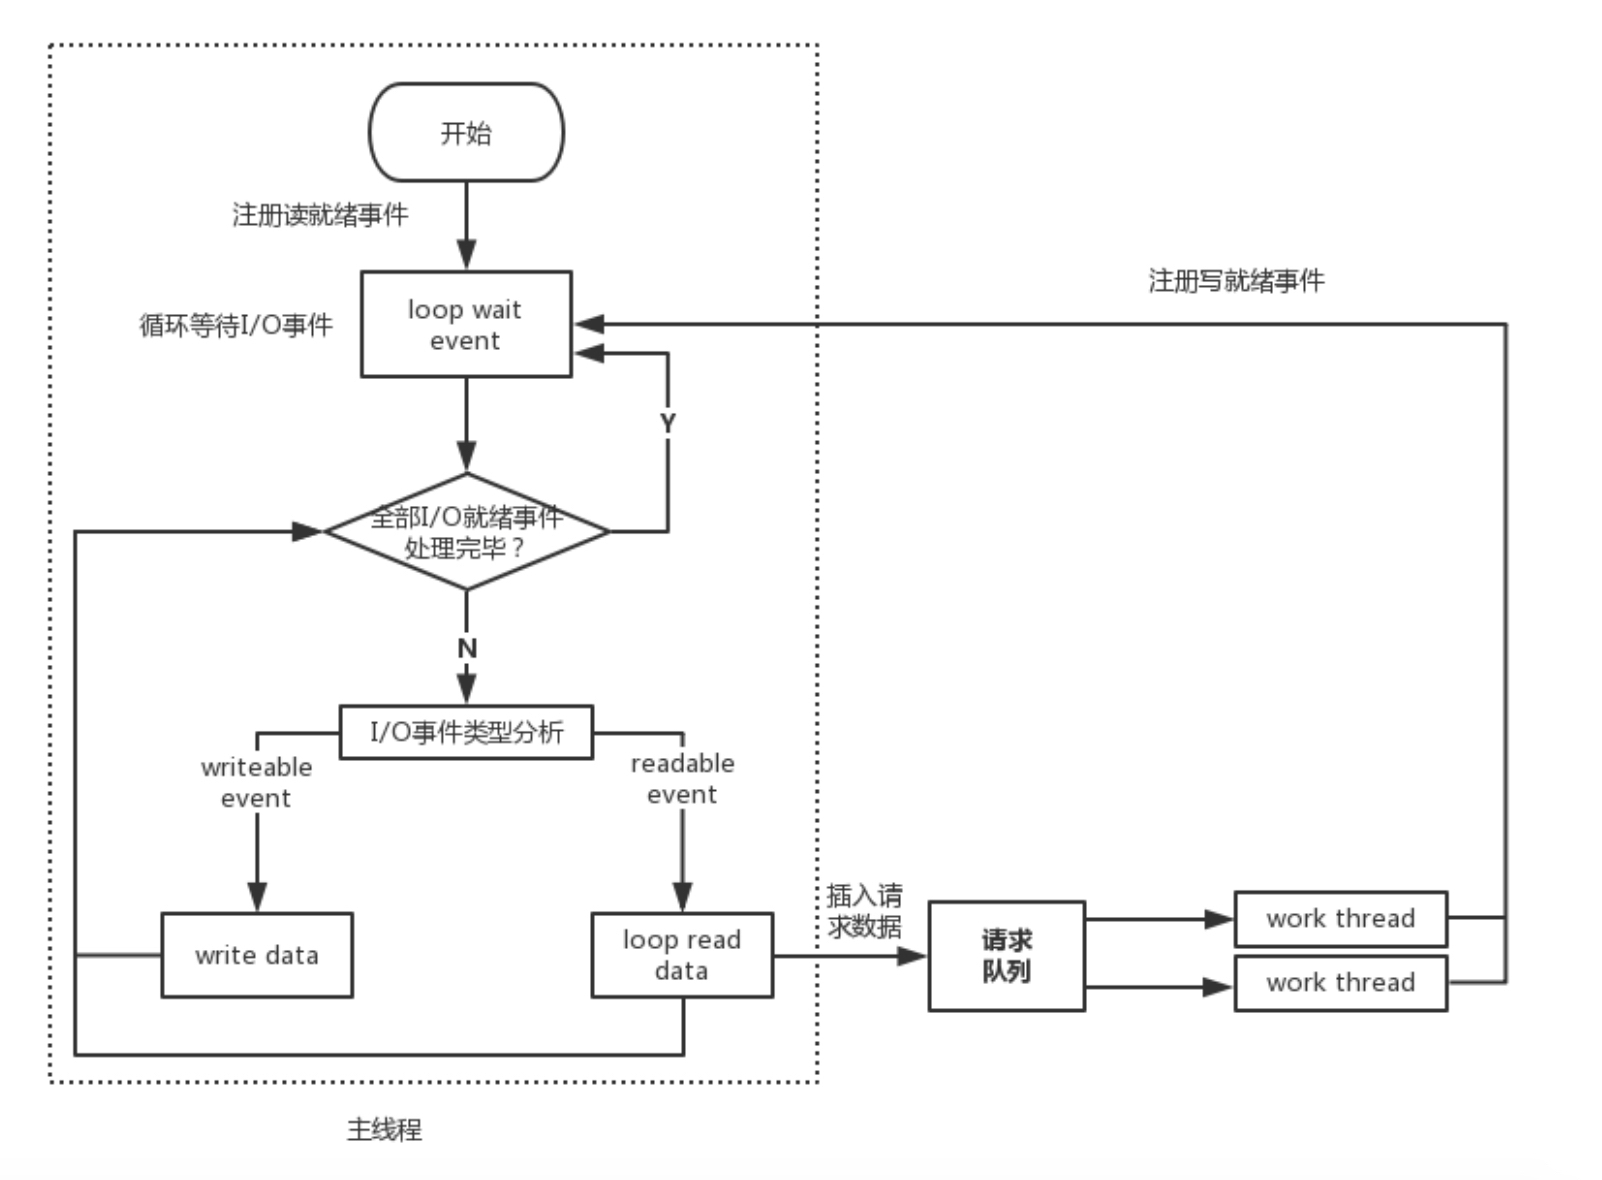 开始
注册读就绪事件
注册写就绪事件
循环等待I/O事件
loop wait
event
Y
全部I/O就绪事件
处理完毕？
N
I/O事件类型分析
writeable
event
readable
event
write data
loop read
data
插入请
求数据
请求
队列
work thread
work thread
主线程